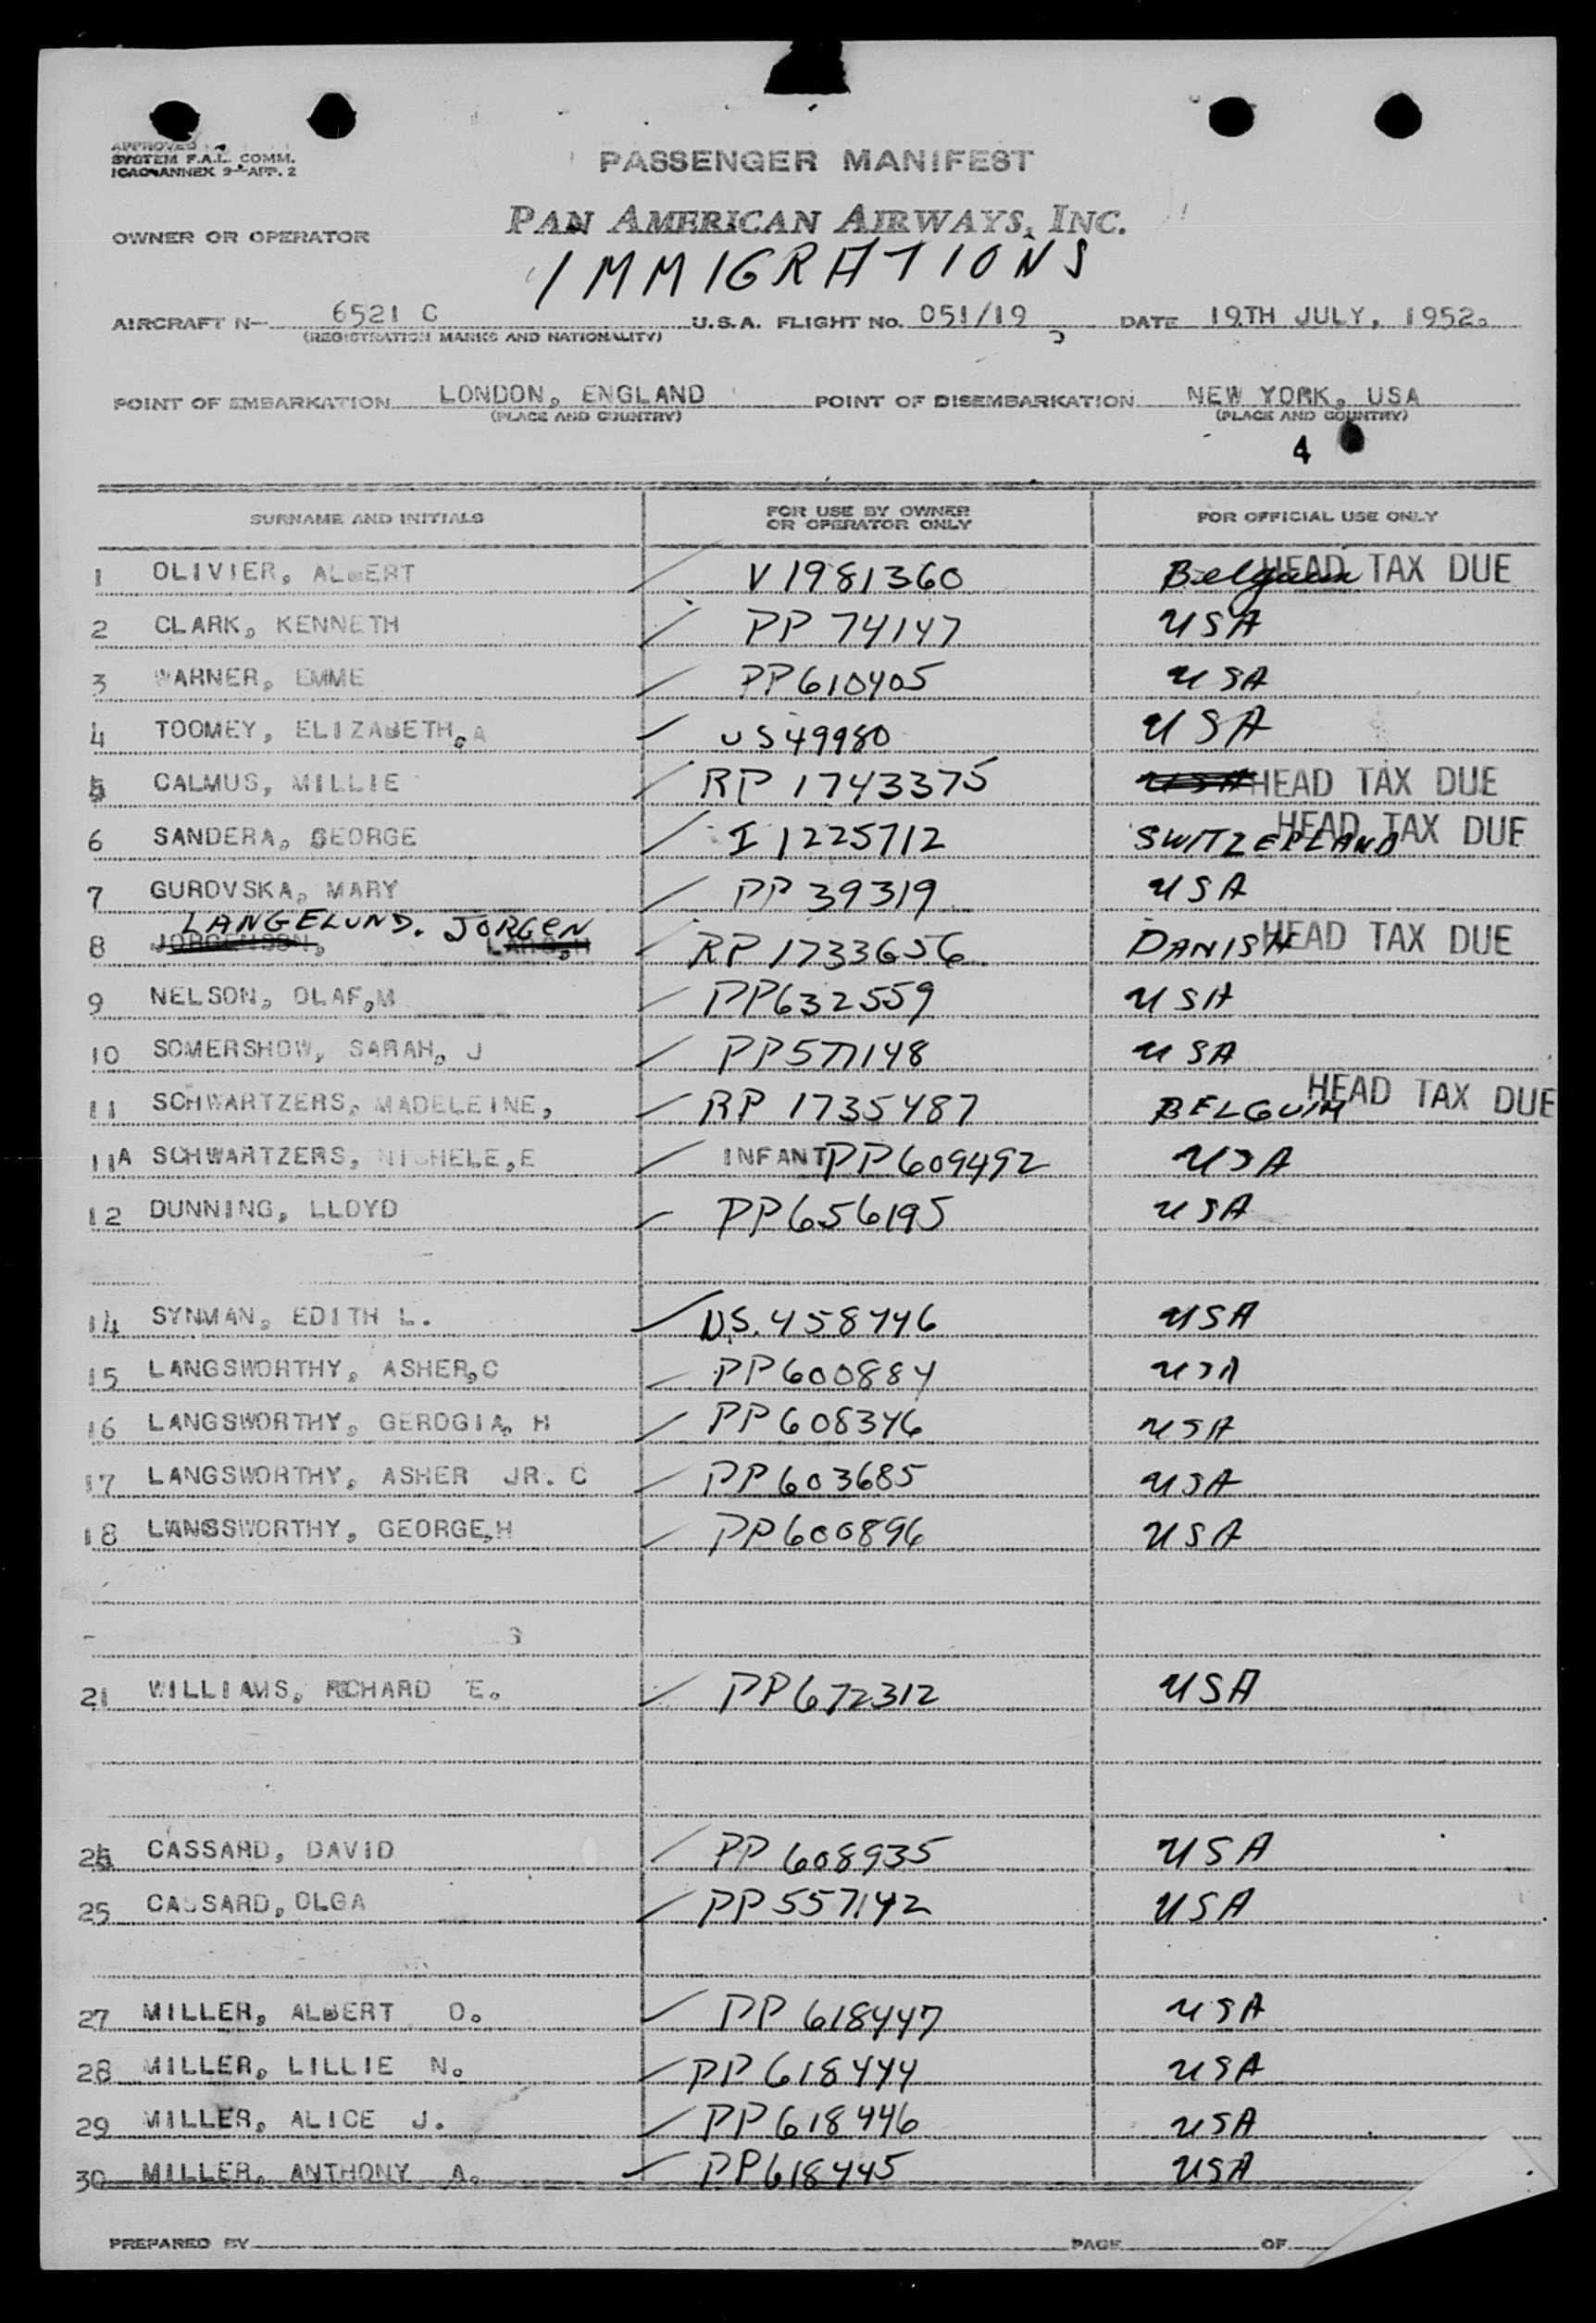 APPROVED
SYSTEM F.A.L. COMM.
ICAO ANNEX 9-APP. 2
PASSENGER MANIFEST
OWNER OR OPERATOR PAN AMERICAN AIRWAYS, INC.
IMMIGRATIONS
AIRCRAFT N- 6521 C U.S.A. FLIGHT No. 051/19 DATE 19TH JULY, 1952.
(REGISTRATION MARKS AND NATIONALITY)
POINT OF EMBARKATION LONDON, ENGLAND POINT OF DISEMBARKATION NEW YORK, USA
(PLACE AND COUNTRY) (PLACE AND COUNTRY)
4
SURNAME AND INITIALS FOR USE BY OWNER OR OPERATOR ONLY FOR OFFICIAL USE ONLY
1 OLIVIER, ALBERT V1981360 Belguim HEAD TAX DUE
2 CLARK, KENNETH PP 74147 USA
3 WARNER, EMME PP610405 USA
4 TOOMEY, ELIZABETH, A US49980 USA
5 CALMUS, MILLIE RP 1743375 USA HEAD TAX DUE
6 SANDERA, GEORGE I 1225712 SWITZERLAND HEAD TAX DUE
7 GUROVSKA, MARY PP 39319 USA
LANGELUND. JORGEN
8 JORGENSON, RP 1733656 DANISH HEAD TAX DUE
9 NELSON, OLAF,M PP632559 USA
10 SOMERSHOW, SARAH, J PP577148 USA
11 SCHWARTZERS, MADELEINE, RP 1735487 BELGUIM HEAD TAX DUE
11A SCHWARTZERS, NICHELE,E INFANT PP609492 USA
12 DUNNING, LLOYD PP656195 USA
14 SYNMAN, EDITH L. US.458746 USA
15 LANGSWORTHY, ASHER,C PP600884 USA
16 LANGSWORTHY, GEROGIA, H PP608346 USA
17 LANGSWORTHY, ASHER JR. C PP603685 USA
18 LANGSWORTHY, GEORGE,H PP600896 USA
21 WILLIAMS, RICHARD E. PP672312 USA
24 CASSARD, DAVID PP 608935 USA
25 CASSARD, OLGA PP557142 USA
27 MILLER, ALBERT O. PP 618447 USA
28 MILLER, LILLIE N. PP618444 USA
29 MILLER, ALICE J. PP618446 USA
30 MILLER, ANTHONY A. PP618445 USA
PREPARED BY PAGE OF